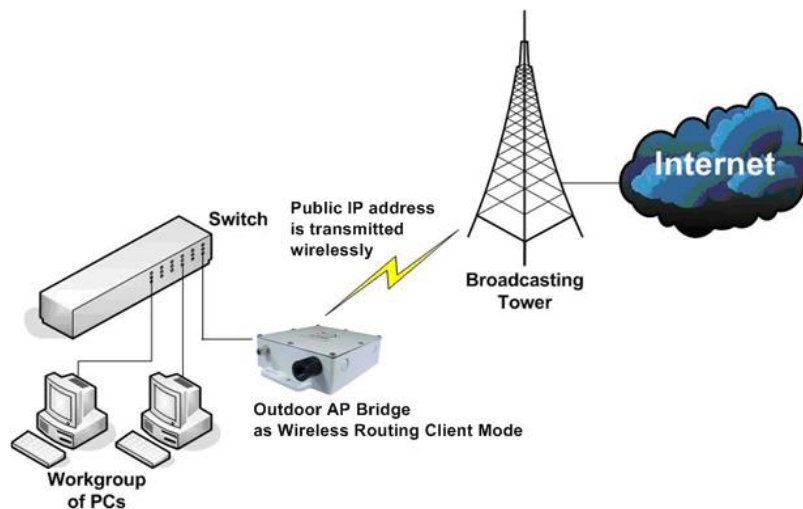 Internet
Switch
Public IP address
is transmitted
wirelessly
Broadcasting
Tower
Outdoor AP Bridge
as Wireless Routing Client Mode
Workgroup
of PCs